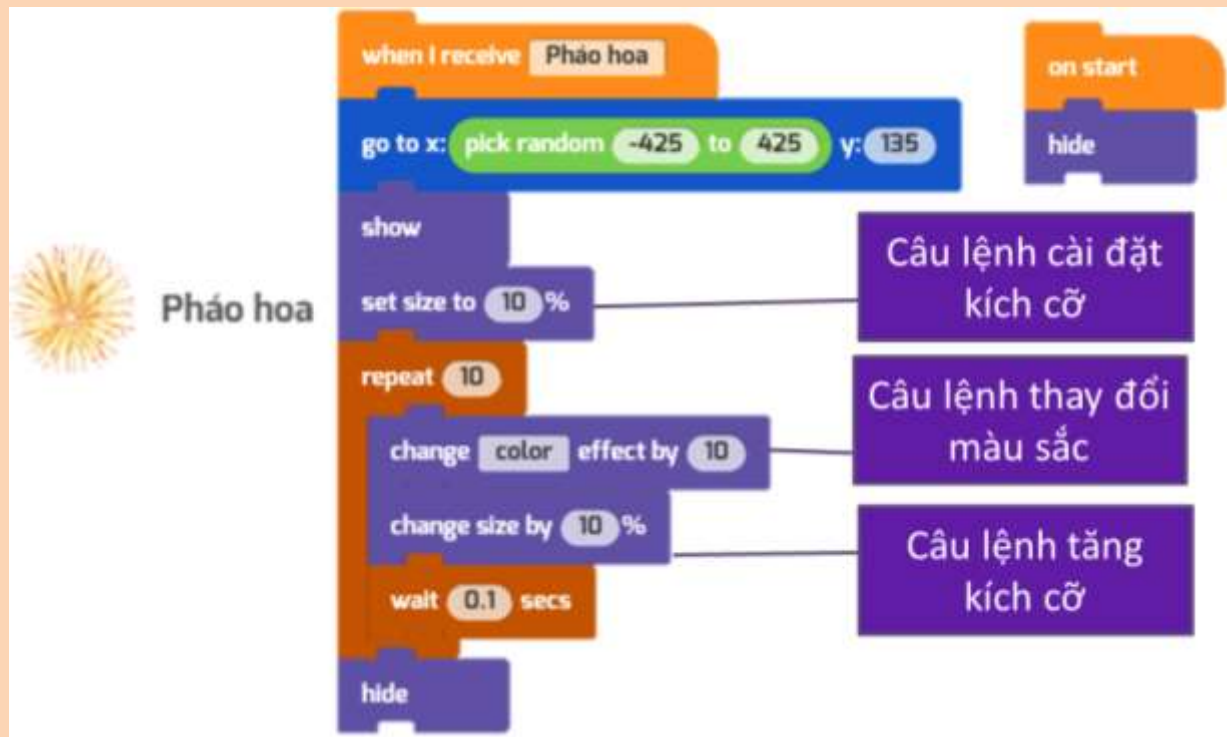 when I receive Pháo hoa
on start
go to x: pick random -425 to 425 y: 135
hide
show
Câu lệnh cài đặt
kích cỡ
Pháo hoa
set size to 10 %
repeat 10
Câu lệnh thay đổi
màu sắc
change color effect by 10
change size by 10 %
Câu lệnh tăng
kích cỡ
wait 0.1 secs
hide